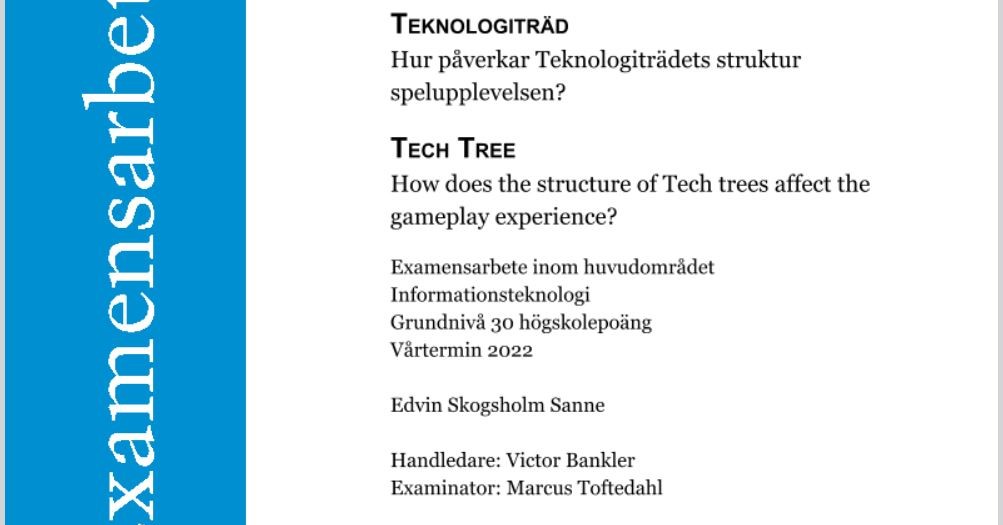 xamensarbet
TEKNOLOGITRÄD
Hur påverkar Teknologiträdets struktur
spelupplevelsen?
TECH TREE
How does the structure of Tech trees affect the
gameplay experience?
Examensarbete inom huvudområdet
Informationsteknologi
Grundnivå 30 högskolepoäng
Vårtermin 2022
Edvin Skogsholm Sanne
Handledare: Victor Bankler
Examinator: Marcus Toftedahl